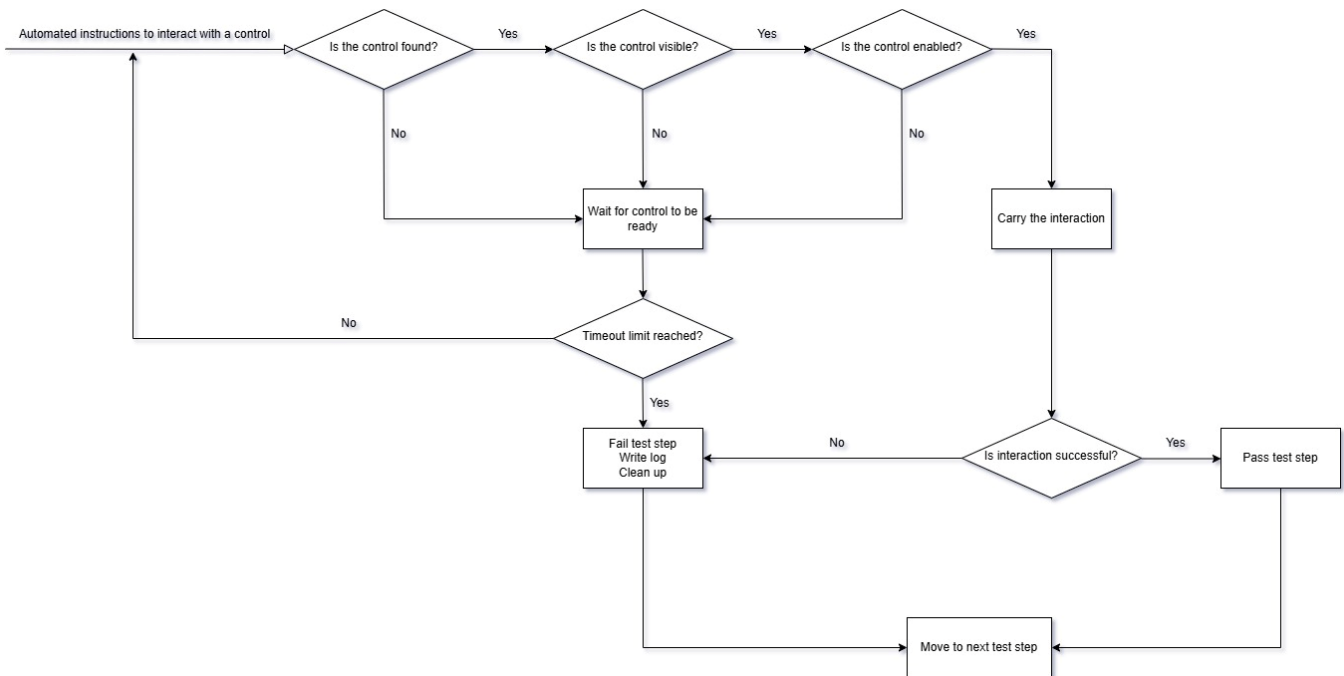 Automated instructions to interact with a control
Is the control found?
Yes
Is the control visible?
Yes
Is the control enabled?
Yes
No
No
No
Wait for control to be
ready
Carry the interaction
No
Timeout limit reached?
Yes
Fail test step
Write log
Clean up
No
Is interaction successful?
Yes
Pass test step
Move to next test step